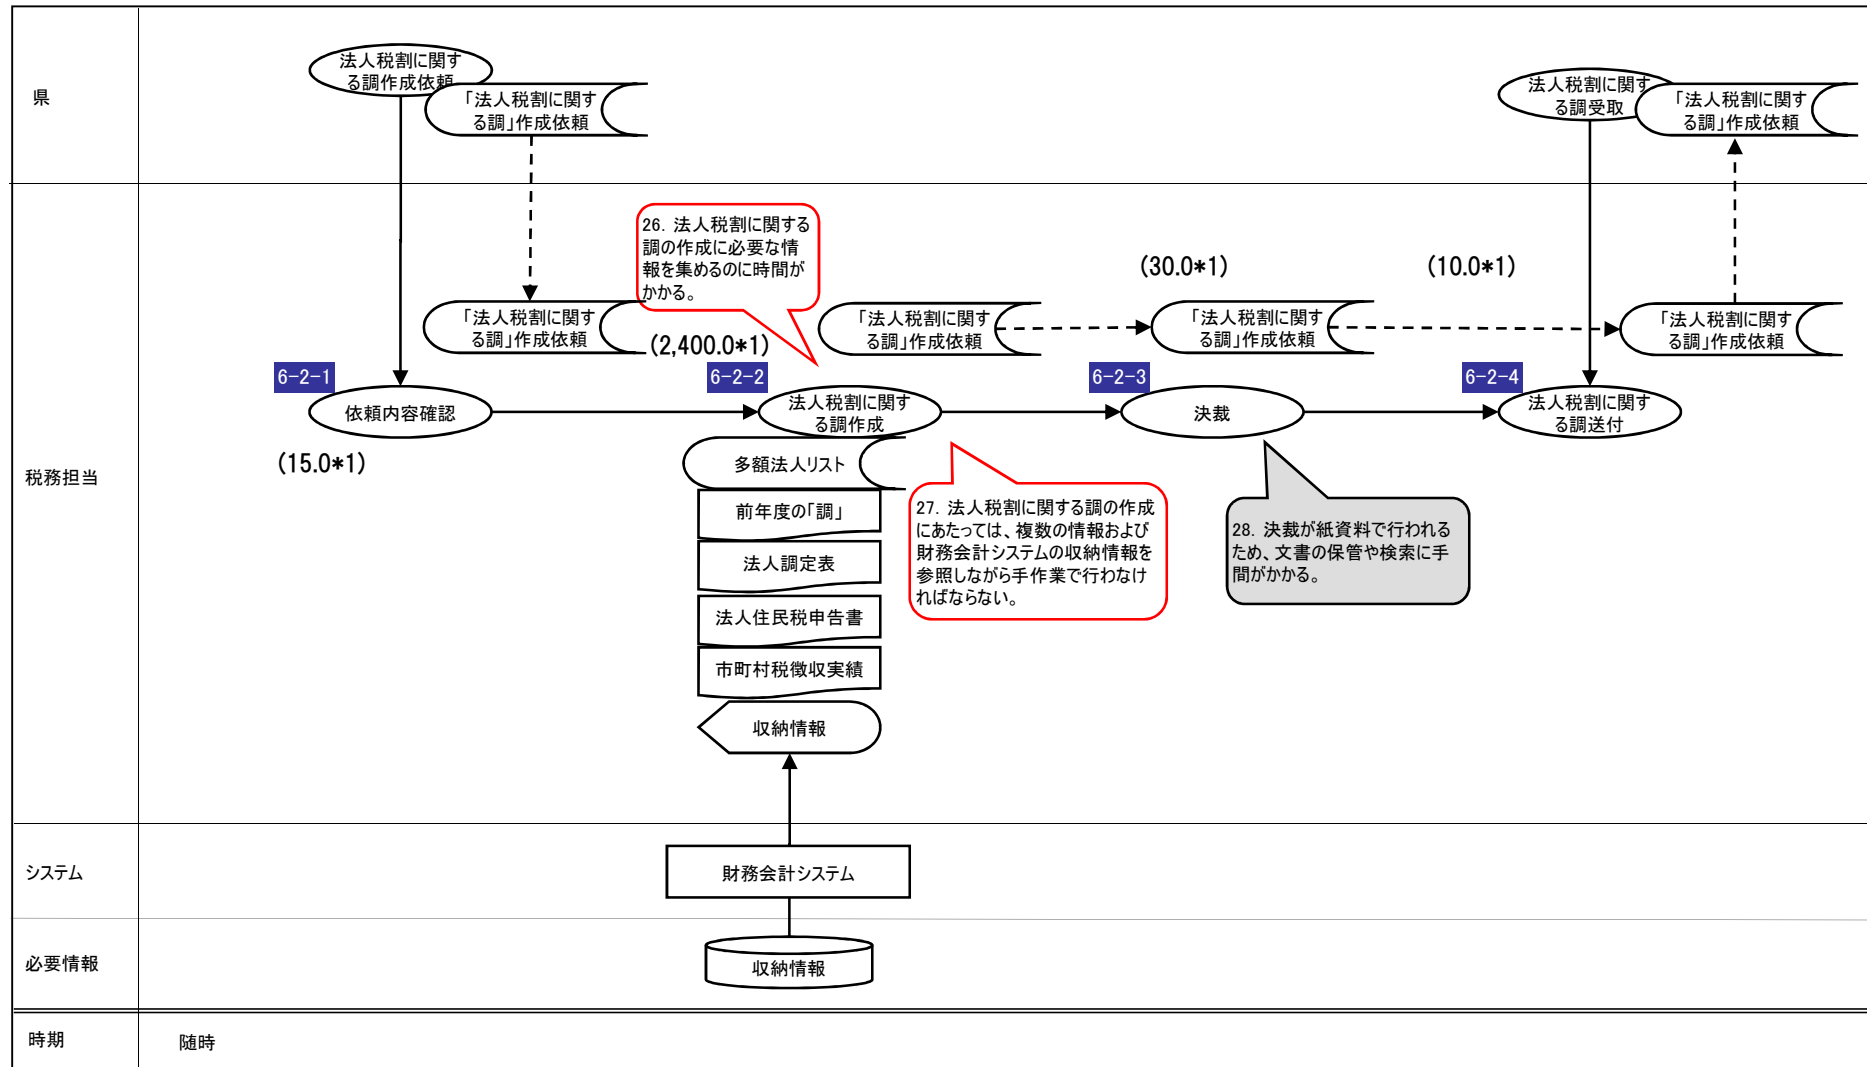 県
法人税割に関す
る調作成依頼
「法人税割に関す
る調」作成依頼
法人税割に関す
る調受取
「法人税割に関す
る調」作成依頼
税務担当
26. 法人税割に関する
調の作成に必要な情
報を集めるのに時間が
かかる。
(30.0*1)
(10.0*1)
「法人税割に関す
る調」作成依頼
(2,400.0*1)
「法人税割に関す
る調」作成依頼
「法人税割に関す
る調」作成依頼
「法人税割に関す
る調」作成依頼
6-2-1
依頼内容確認
(15.0*1)
6-2-2
法人税割に関す
る調作成
6-2-3
決裁
6-2-4
法人税割に関す
る調送付
多額法人リスト
前年度の「調」
法人調定表
法人住民税申告書
市町村税徴収実績
収納情報
27. 法人税割に関する調の作成
にあたっては、複数の情報および
財務会計システムの収納情報を
参照しながら手作業で行わなけ
ればならない。
28. 決裁が紙資料で行われる
ため、文書の保管や検索に手
間がかかる。
システム
財務会計システム
必要情報
収納情報
時期
随時